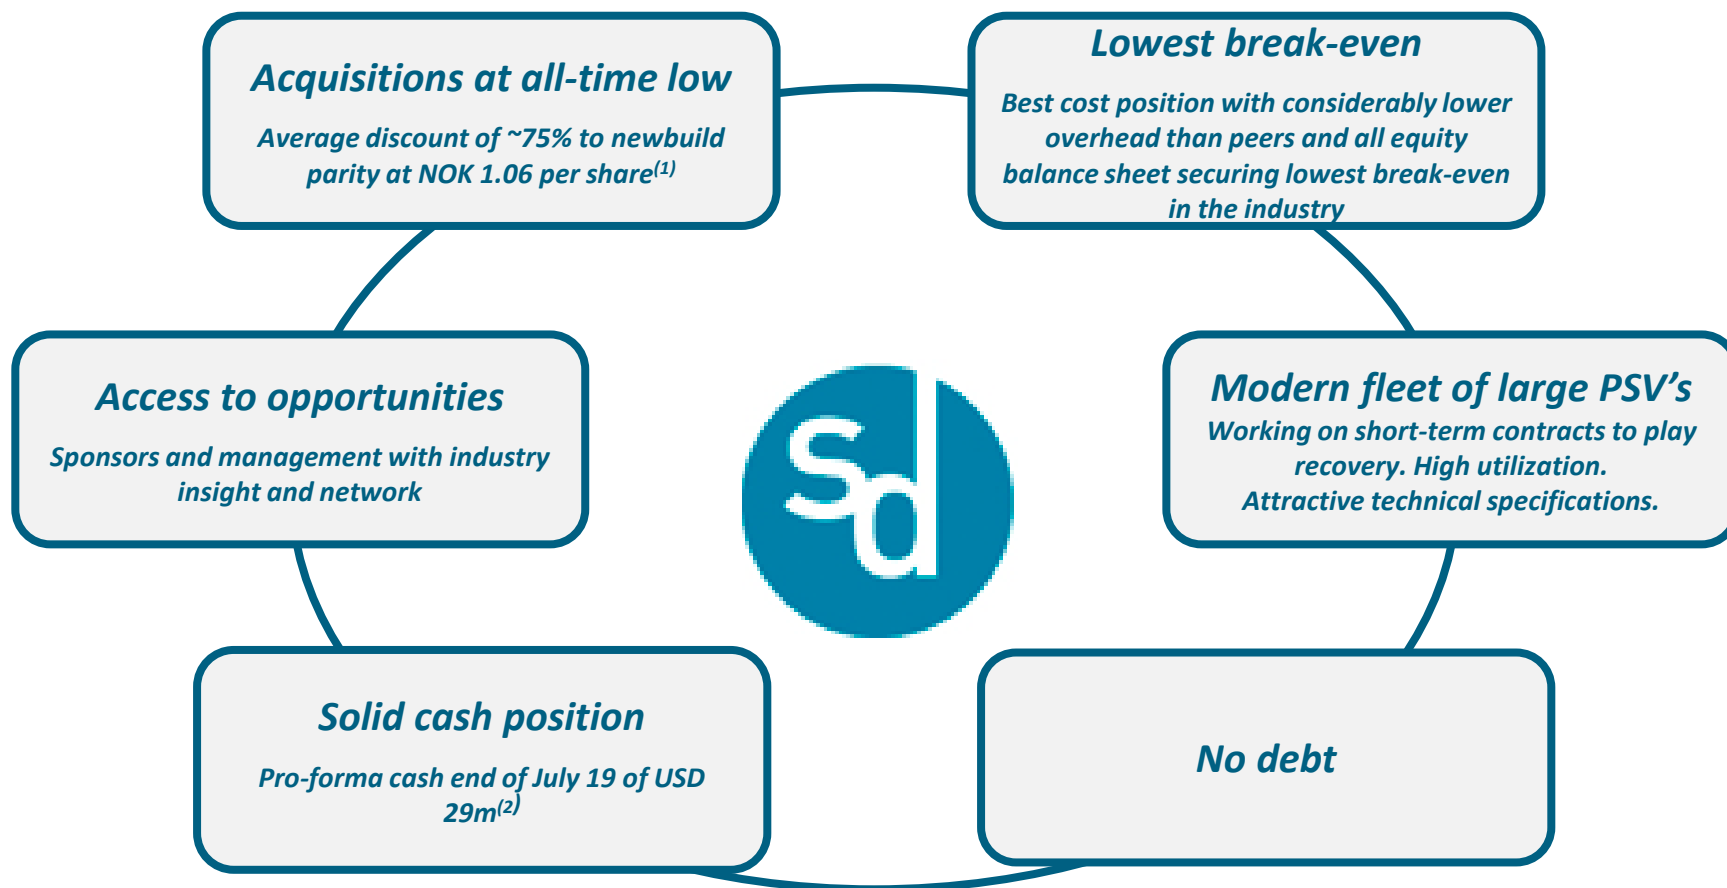 Acquisitions at all-time low
Average discount of ~75% to newbuild
parity at NOK 1.06 per share(1)
Lowest break-even
Best cost position with considerably lower
overhead than peers and all equity
balance sheet securing lowest break-even
in the industry
Access to opportunities
Sponsors and management with industry
insight and network
sd
Modern fleet of large PSV’s
Working on short-term contracts to play
recovery. High utilization.
Attractive technical specifications.
Solid cash position
Pro-forma cash end of July 19 of USD
29m(2)
No debt